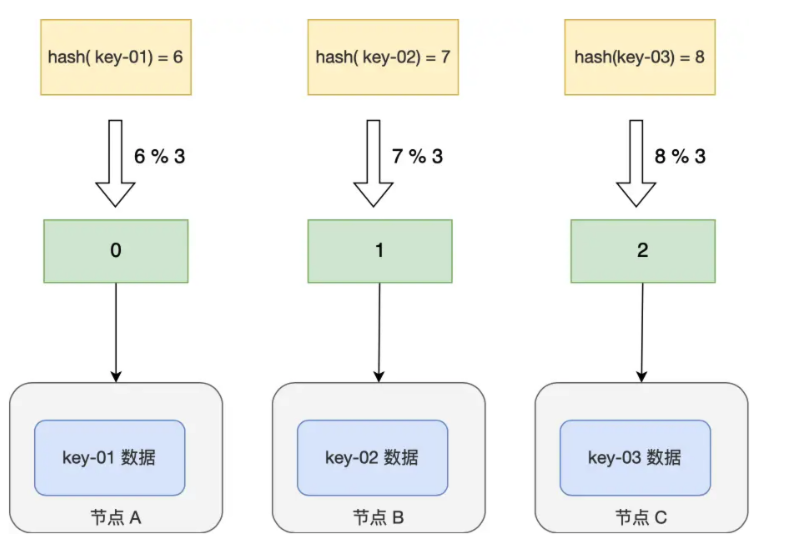 hash( key-01) = 6
hash( key-02) = 7
hash(key-03) = 8
6 % 3
7 % 3
8 % 3
0
1
2
key-01 数据
key-02 数据
key-03 数据
节点 A
节点 B
节点 C